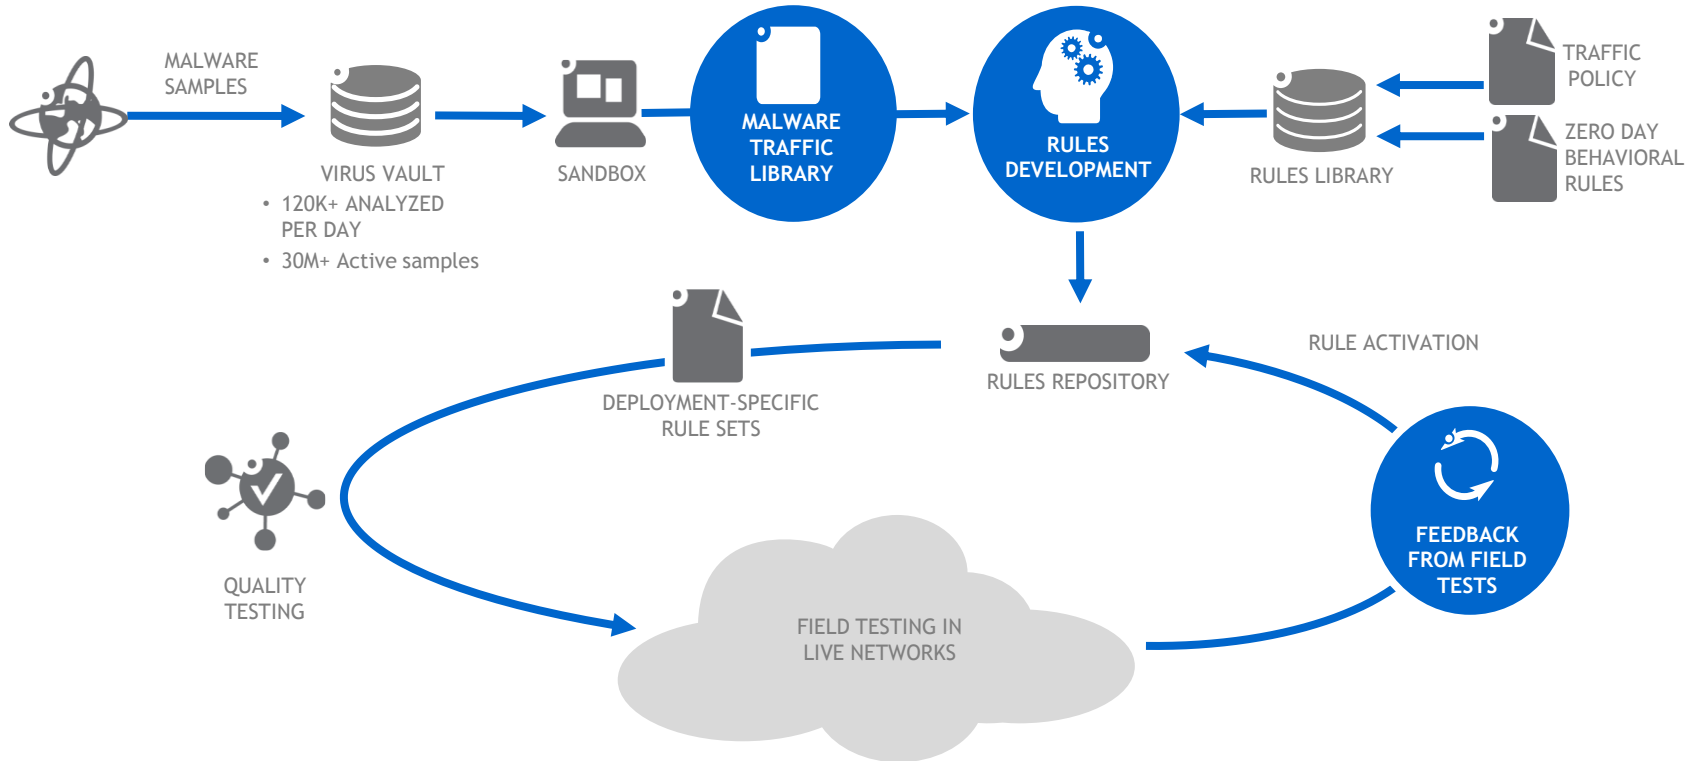 MALWARE
SAMPLES
VIRUS VAULT
• 120K+ ANALYZED
PER DAY
• 30M+ Active samples
SANDBOX
MALWARE
TRAFFIC
LIBRARY
RULES
DEVELOPMENT
RULES LIBRARY
TRAFFIC
POLICY
ZERO DAY
BEHAVIORAL
RULES
RULES REPOSITORY
RULE ACTIVATION
DEPLOYMENT-SPECIFIC
RULE SETS
QUALITY
TESTING
FIELD TESTING IN
LIVE NETWORKS
FEEDBACK
FROM FIELD
TESTS